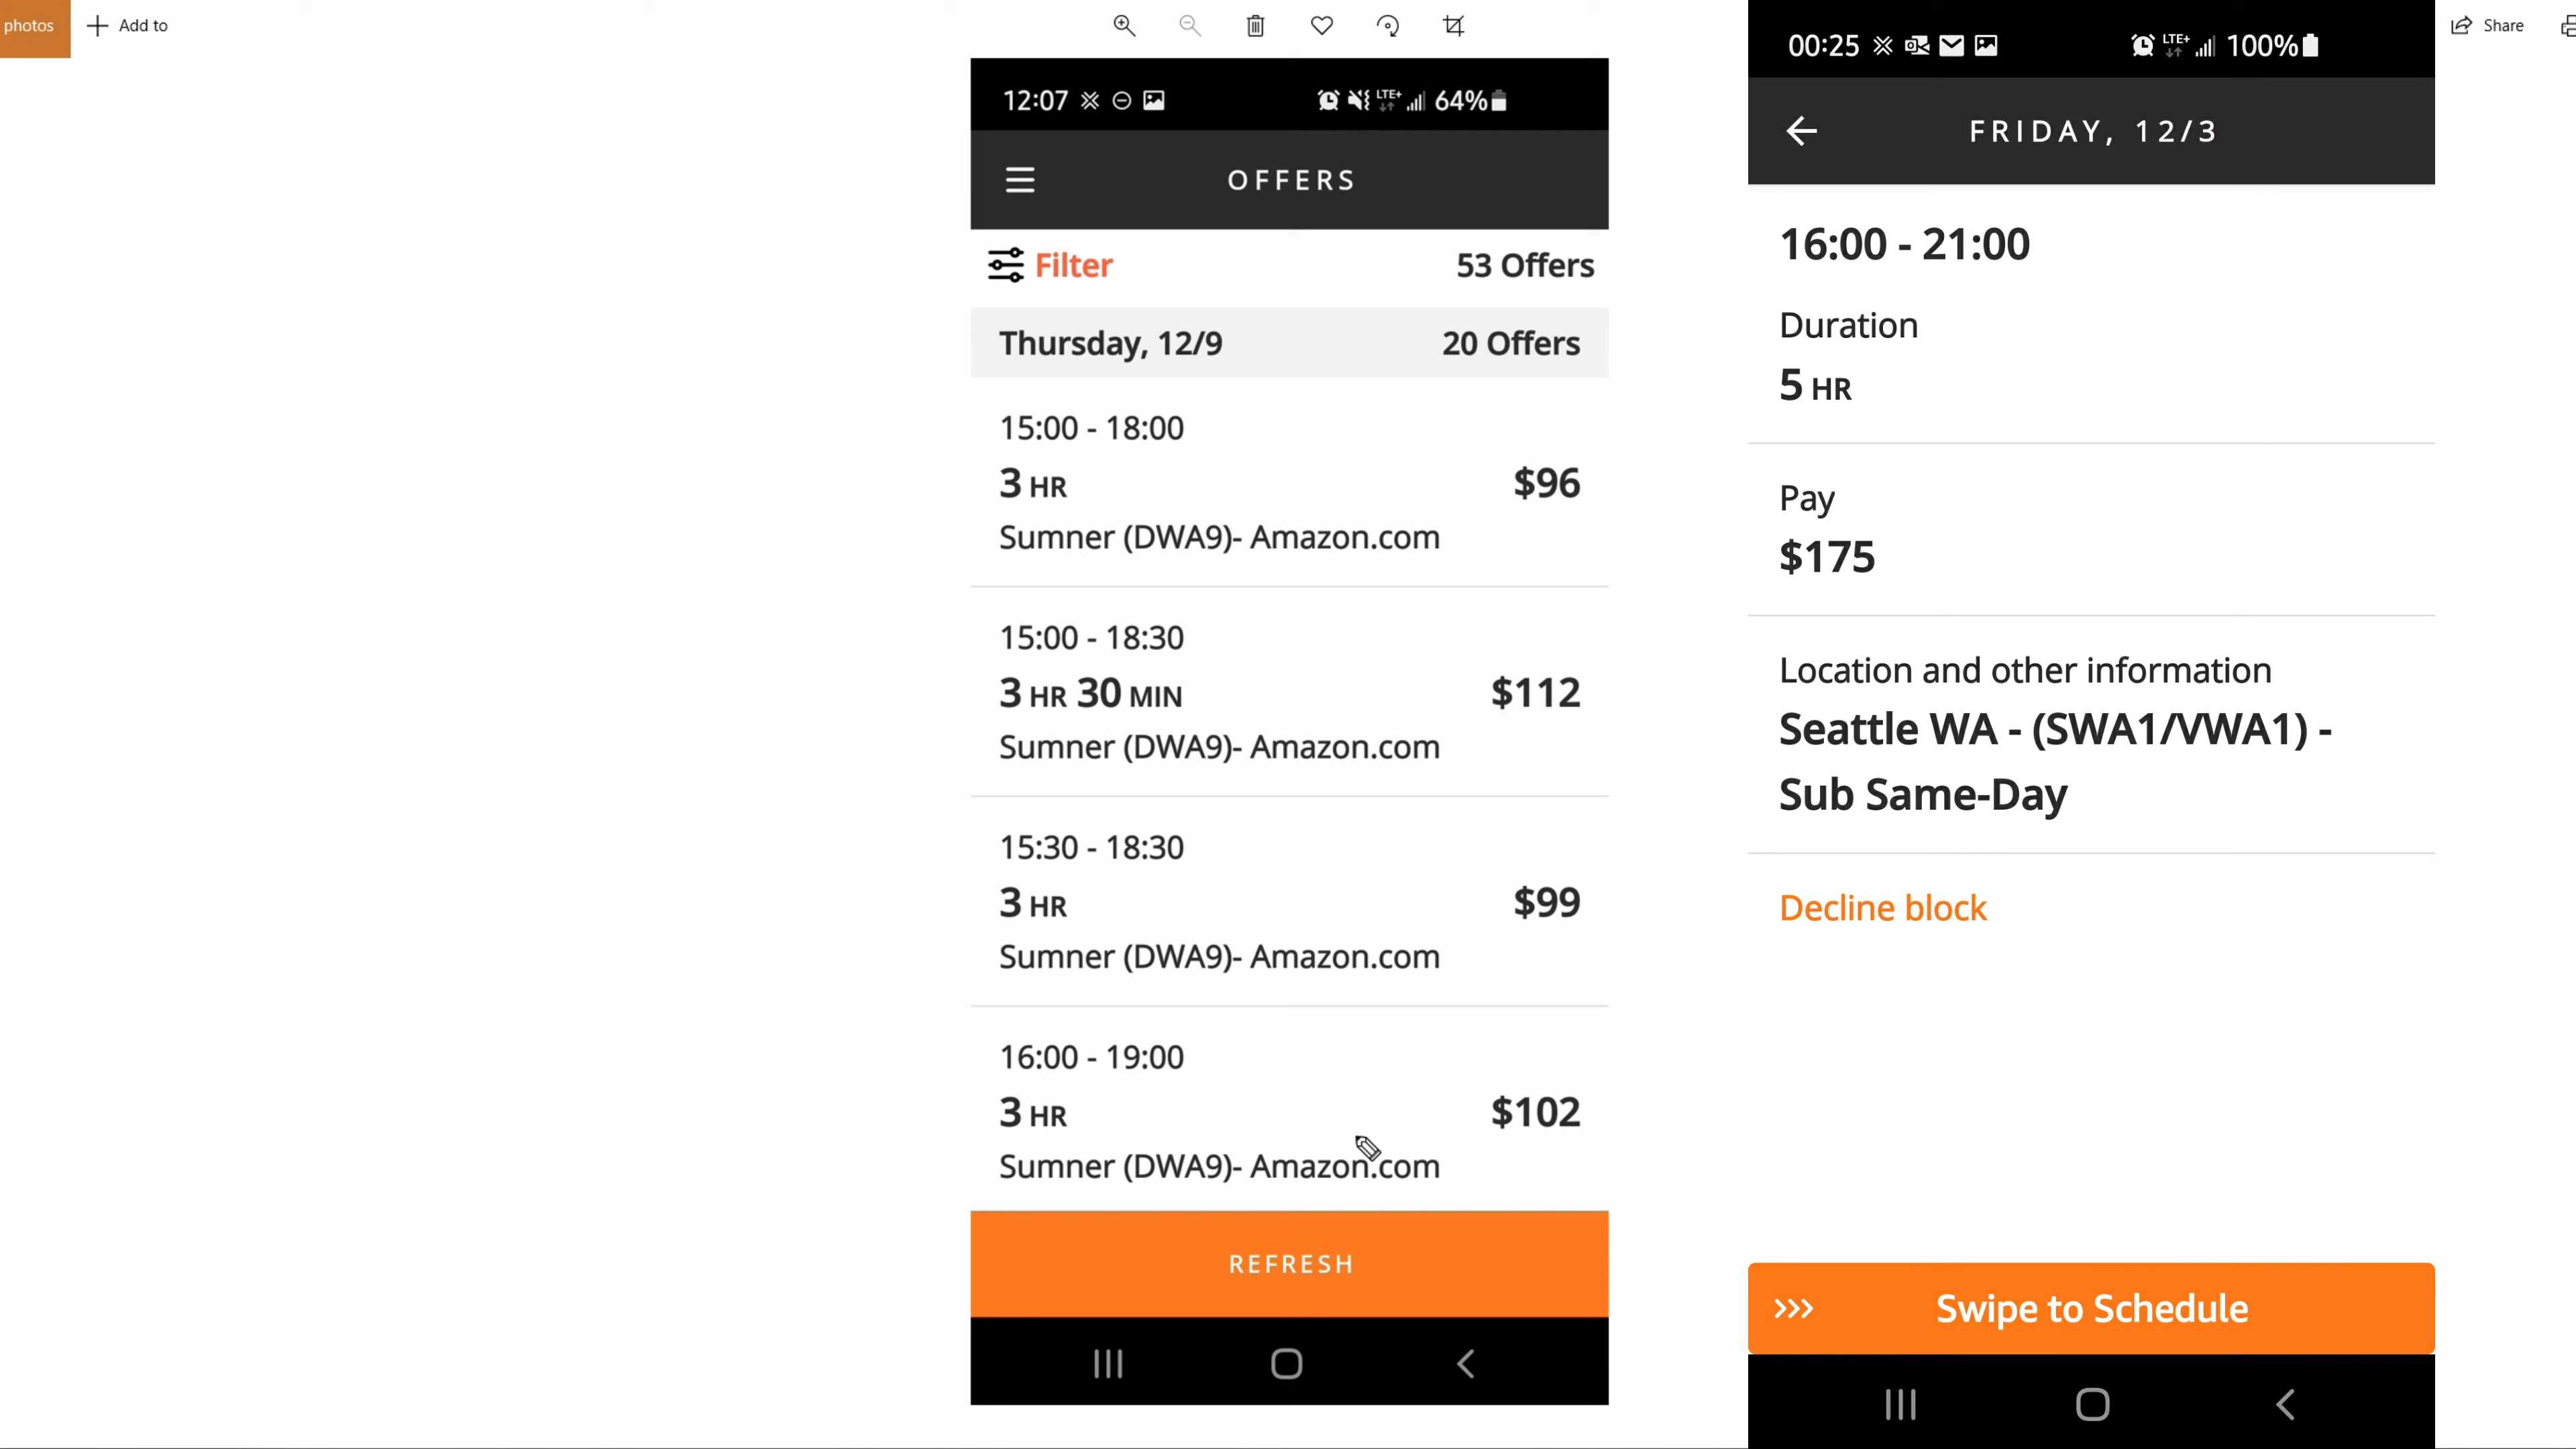 photos
Add to
Share
12:07
LTE+
64%
OFFERS
Filter
53 Offers
Thursday, 12/9
20 Offers
15:00 - 18:00
3 HR
$96
Sumner (DWA9)- Amazon.com
15:00 - 18:30
3 HR 30 MIN
$112
Sumner (DWA9)- Amazon.com
15:30 - 18:30
3 HR
$99
Sumner (DWA9)- Amazon.com
16:00 - 19:00
3 HR
$102
Sumner (DWA9)- Amazon.com
REFRESH
00:25
LTE+
100%
FRIDAY, 12/3
16:00 - 21:00
Duration
5 HR
Pay
$175
Location and other information
Seattle WA - (SWA1/VWA1) -
Sub Same-Day
Decline block
Swipe to Schedule